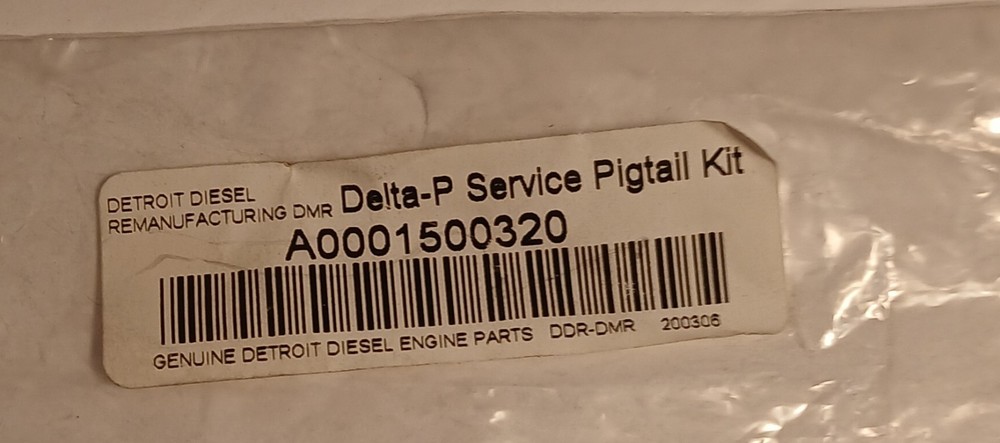 DETROIT DIESEL
REMANUFACTURING DMR Delta-P Service Pigtail Kit
A0001500320
GENUINE DETROIT DIESEL ENGINE PARTS DDR-DMR 200306